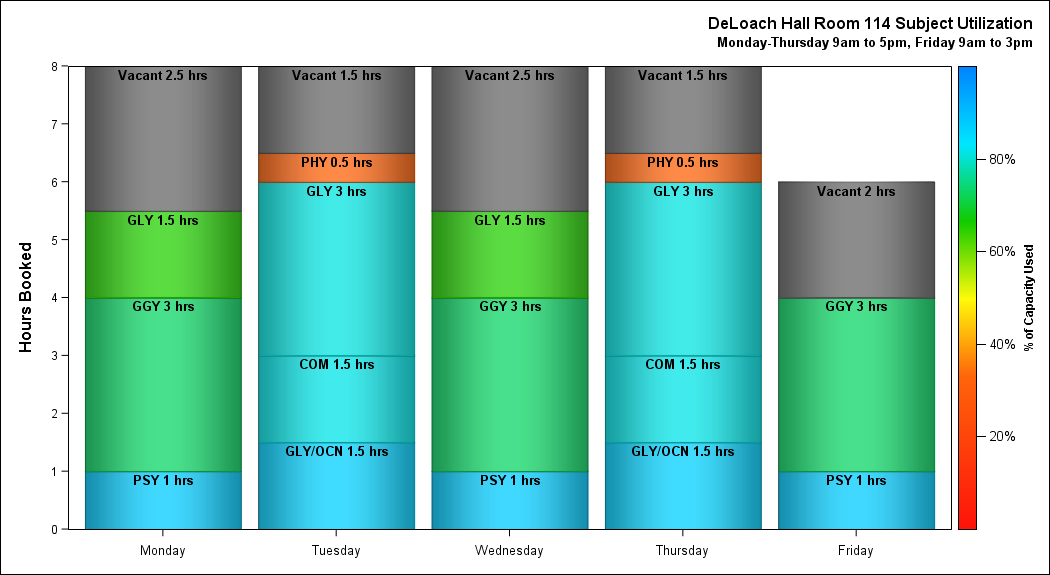 DeLoach Hall Room 114 Subject Utilization
Monday-Thursday 9am to 5pm, Friday 9am to 3pm
Hours Booked
8
7
6
5
4
3
2
1
0
Vacant 2.5 hrs
GLY 1.5 hrs
GGY 3 hrs
PSY 1 hrs
Monday
Vacant 1.5 hrs
PHY 0.5 hrs
GLY 3 hrs
COM 1.5 hrs
GLY/OCN 1.5 hrs
Tuesday
Vacant 2.5 hrs
GLY 1.5 hrs
GGY 3 hrs
PSY 1 hrs
Wednesday
Vacant 1.5 hrs
PHY 0.5 hrs
GLY 3 hrs
COM 1.5 hrs
GLY/OCN 1.5 hrs
Thursday
Vacant 2 hrs
GGY 3 hrs
PSY 1 hrs
Friday
80%
60%
40%
20%
% of Capacity Used